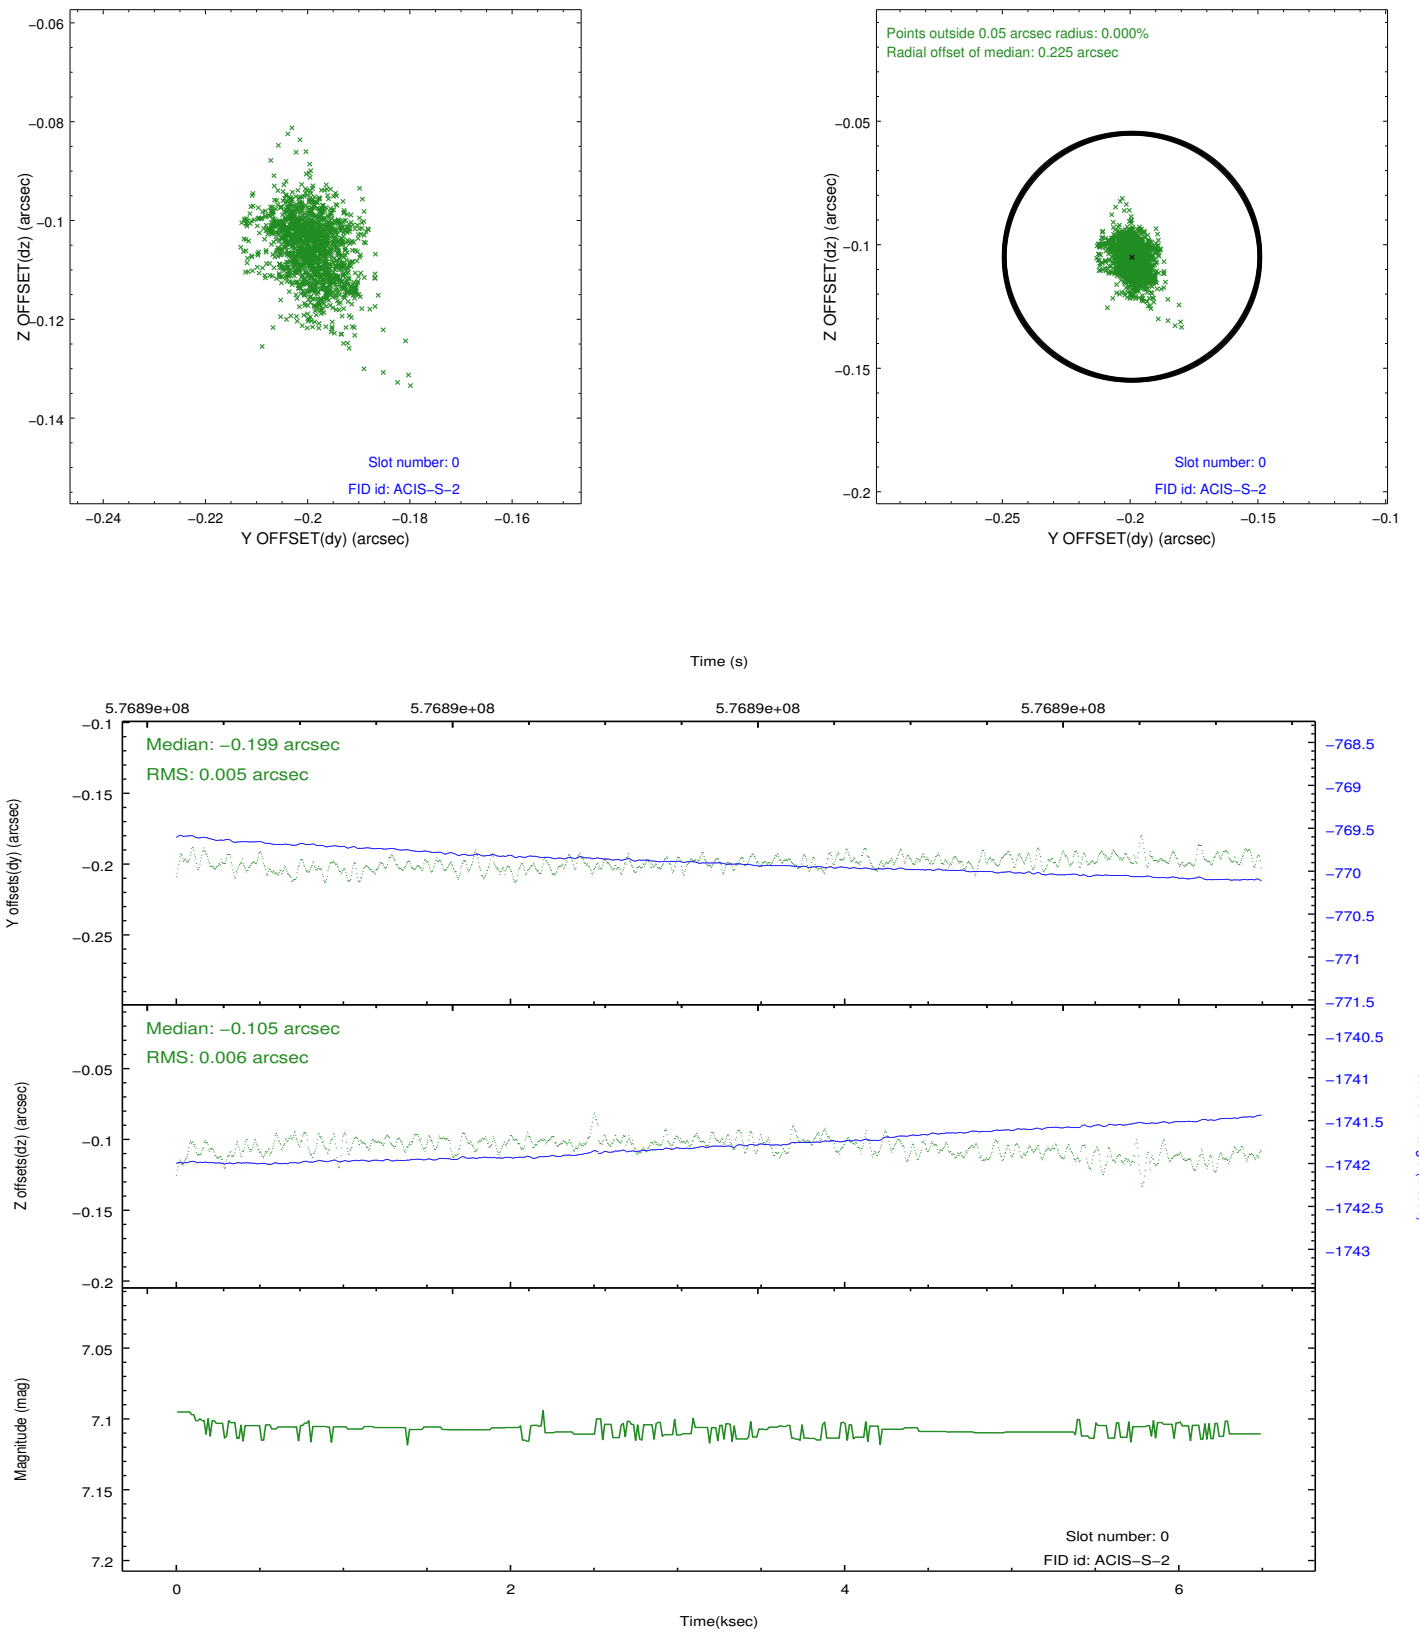 −0.06
−0.08
−0.1
−0.12
−0.14
Z OFFSET(dz) (arcsec)
Slot number: 0
FID id: ACIS−S−2
−0.24
−0.22
−0.2
−0.18
−0.16
Y OFFSET(dy) (arcsec)
Points outside 0.05 arcsec radius: 0.000%
Radial offset of median: 0.225 arcsec
−0.05
−0.1
−0.15
−0.2
Z OFFSET(dz) (arcsec)
Slot number: 0
FID id: ACIS−S−2
−0.25
−0.2
−0.15
−0.1
Y OFFSET(dy) (arcsec)
Time (s)
5.7689e+08
5.7689e+08
5.7689e+08
5.7689e+08
−0.1
−0.15
−0.2
−0.25
Y offsets(dy) (arcsec)
Median: −0.199 arcsec
RMS: 0.005 arcsec
−768.5
−769
−769.5
−770
−770.5
−771
−771.5
−0.05
−0.1
−0.15
−0.2
Z offsets(dz) (arcsec)
Median: −0.105 arcsec
RMS: 0.006 arcsec
−1740.5
−1741
−1741.5
−1742
−1742.5
−1743
7.05
7.1
7.15
7.2
Magnitude (mag)
Slot number: 0
FID id: ACIS−S−2
0
2
4
6
Time(ksec)